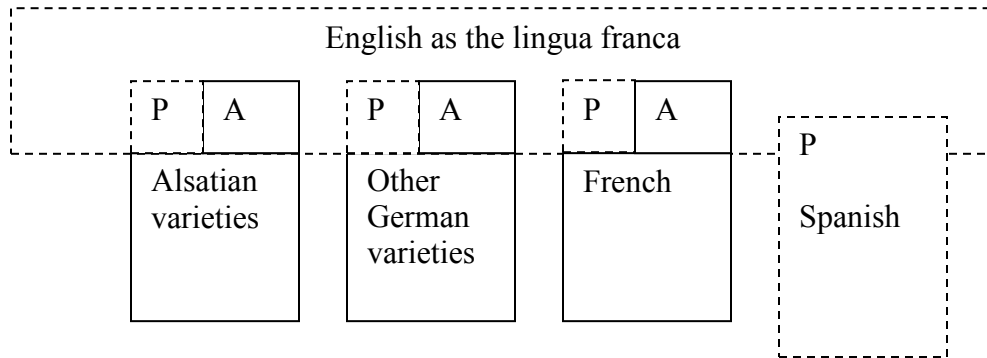 English as the lingua franca
P A P A P A
P
Alsatian
varieties
Other
German
varieties
French
Spanish